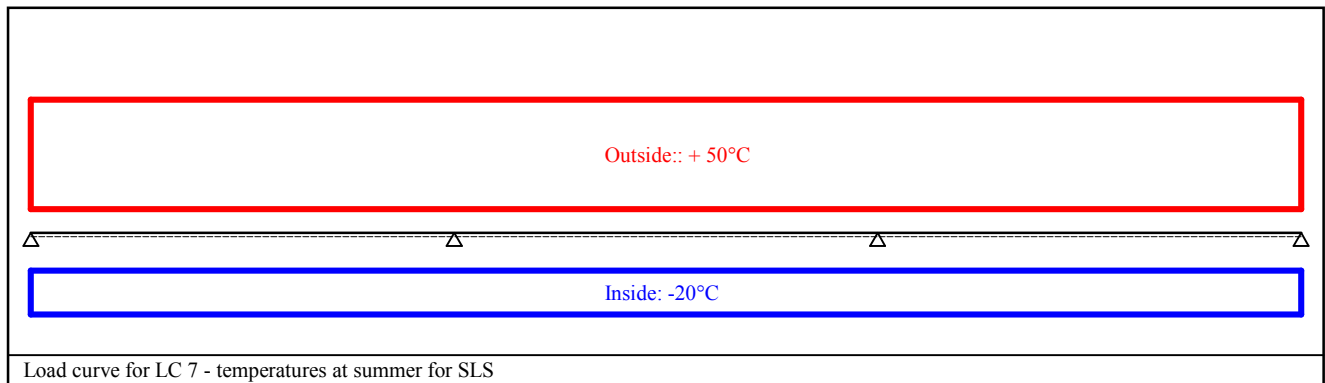 Outside:: + 50°C
Inside: -20°C
Load curve for LC 7 - temperatures at summer for SLS